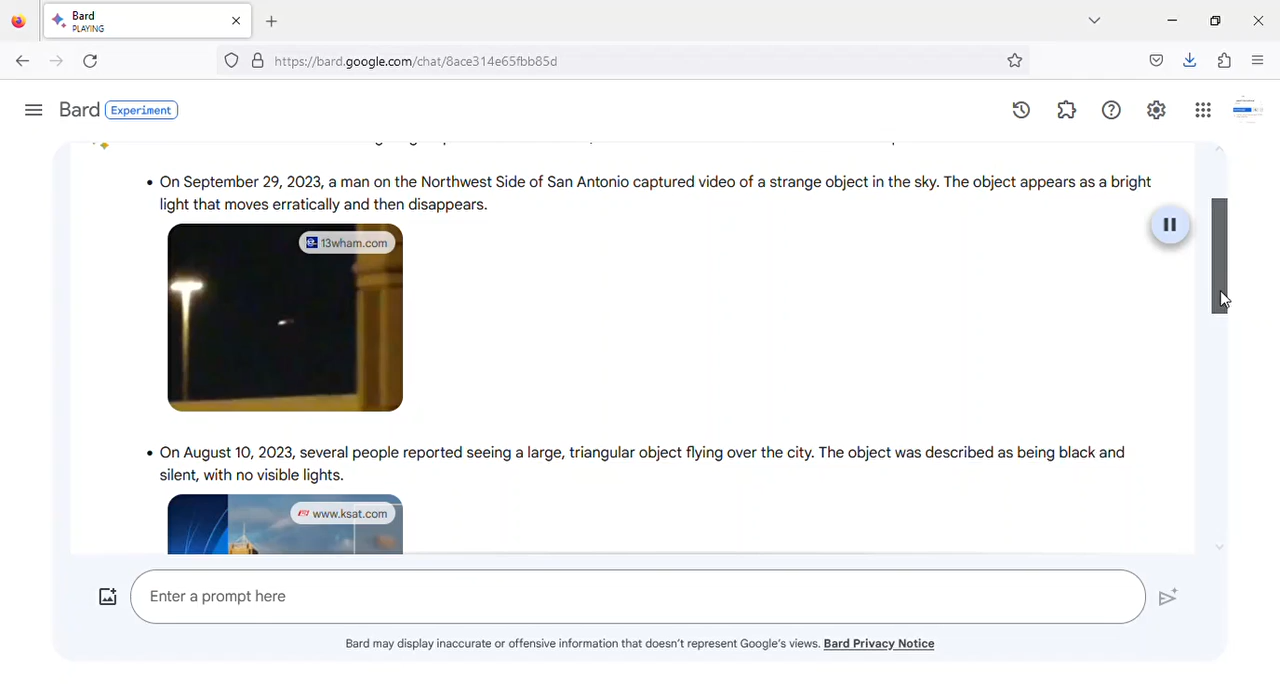 Bard
PLAYING
https://bard.google.com/chat/8ace314e65fbb85d
Bard Experiment
On September 29, 2023, a man on the Northwest Side of San Antonio captured video of a strange object in the sky. The object appears as a bright
light that moves erratically and then disappears.
13wham.com
On August 10, 2023, several people reported seeing a large, triangular object flying over the city. The object was described as being black and
silent, with no visible lights.
www.ksat.com
Enter a prompt here
Bard may display inaccurate or offensive information that doesn't represent Google's views. Bard Privacy Notice